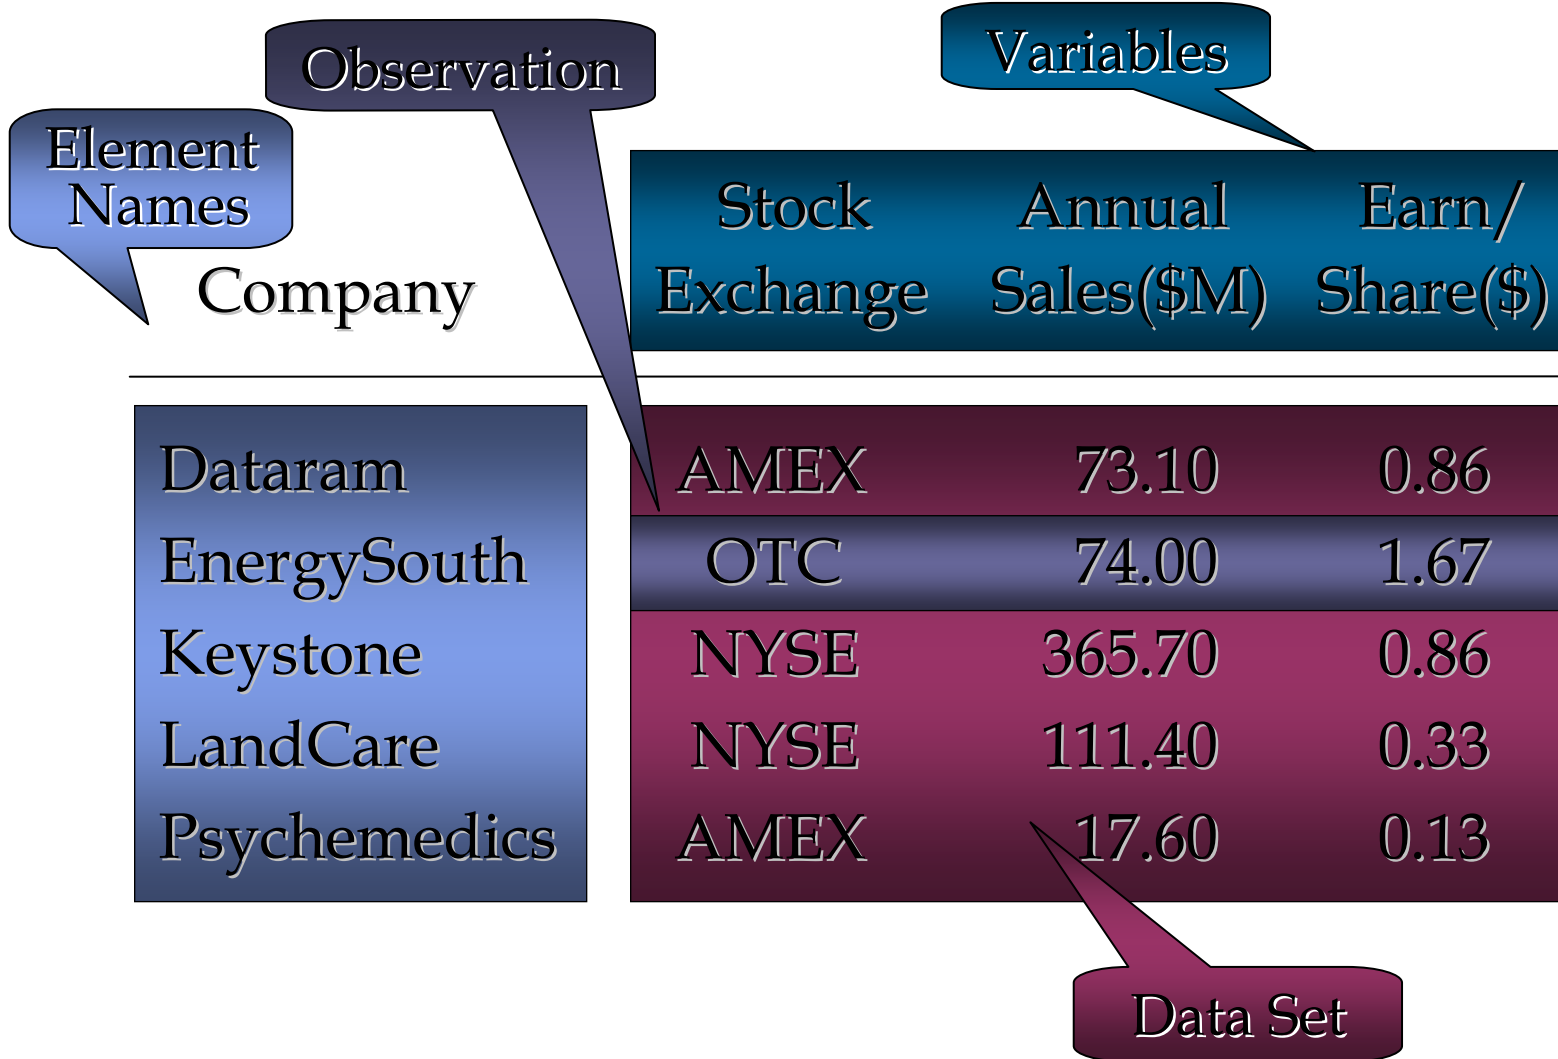 Observation
Variables
Element
Names
Stock Annual Earn/
Company Exchange Sales($M) Share($)
Dataram AMEX 73.10 0.86
EnergySouth OTC 74.00 1.67
Keystone NYSE 365.70 0.86
LandCare NYSE 111.40 0.33
Psychemedics AMEX 17.60 0.13
Data Set